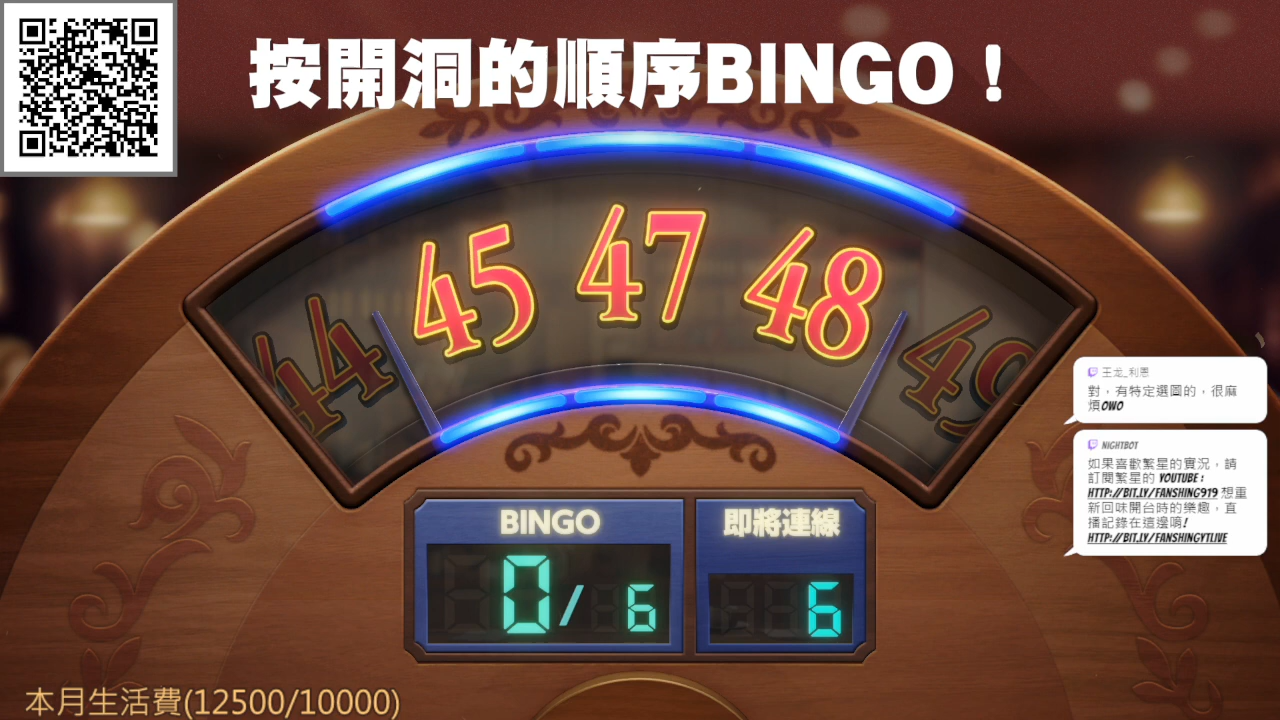 按開洞的順序BINGO！
44 45 47 48 49
王龙_利恩
對，有特定選圖的，很麻
煩OWO
NIGHTBOT
如果喜歡繁星的實況，請
訂閱繁星的 YOUTUBE :
HTTP://BIT.LY/FANSHING919 想重
新回味開台時的樂趣，直
播記錄在這邊唷!
HTTP://BIT.LY/FANSHINGYTLIVE
BINGO 即將連線
0/6 6
本月生活費(12500/10000)